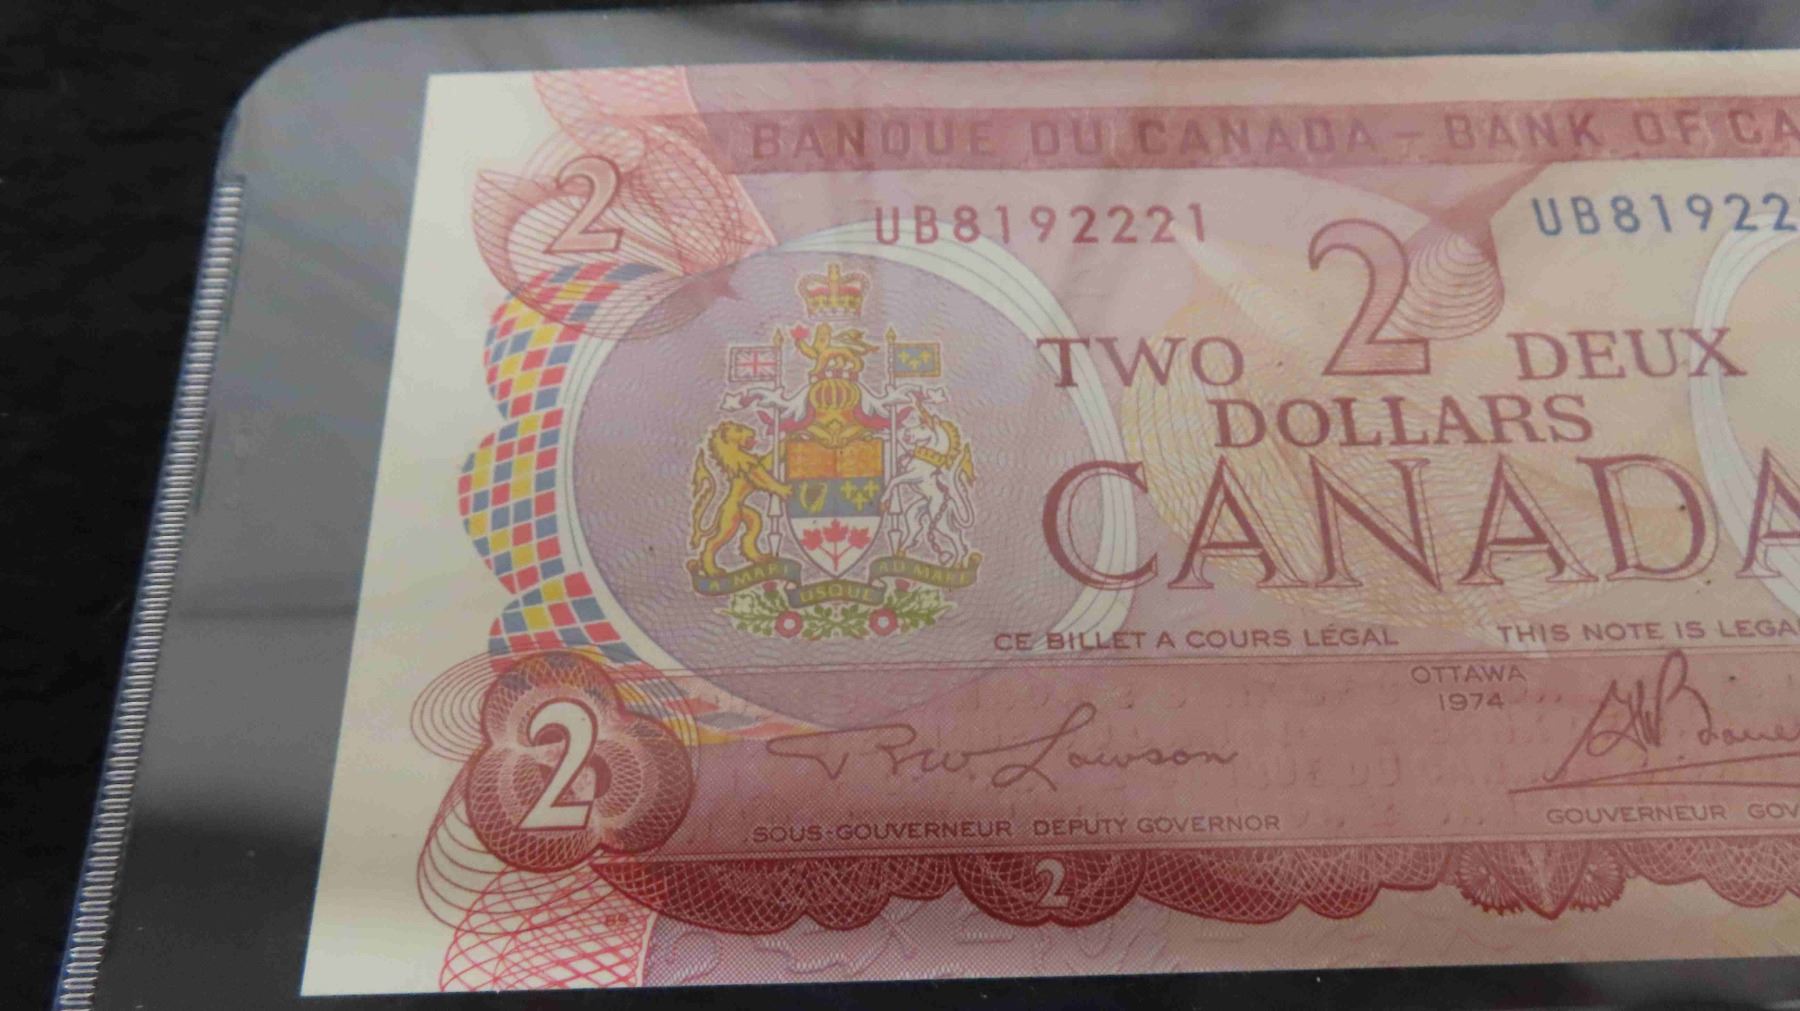 2
BANQUE DU CANADA - BANK OF CA
UB8192221
UB81922
2
TWO
DEUX
DOLLARS
CANADA
A MARI USQUE AD MARE
CE BILLET A COURS LÉGAL
THIS NOTE IS LEGA
OTTAWA
1974
2
R W Lawson
SOUS-GOUVERNEUR DEPUTY GOVERNOR
GOUVERNEUR GOV
2